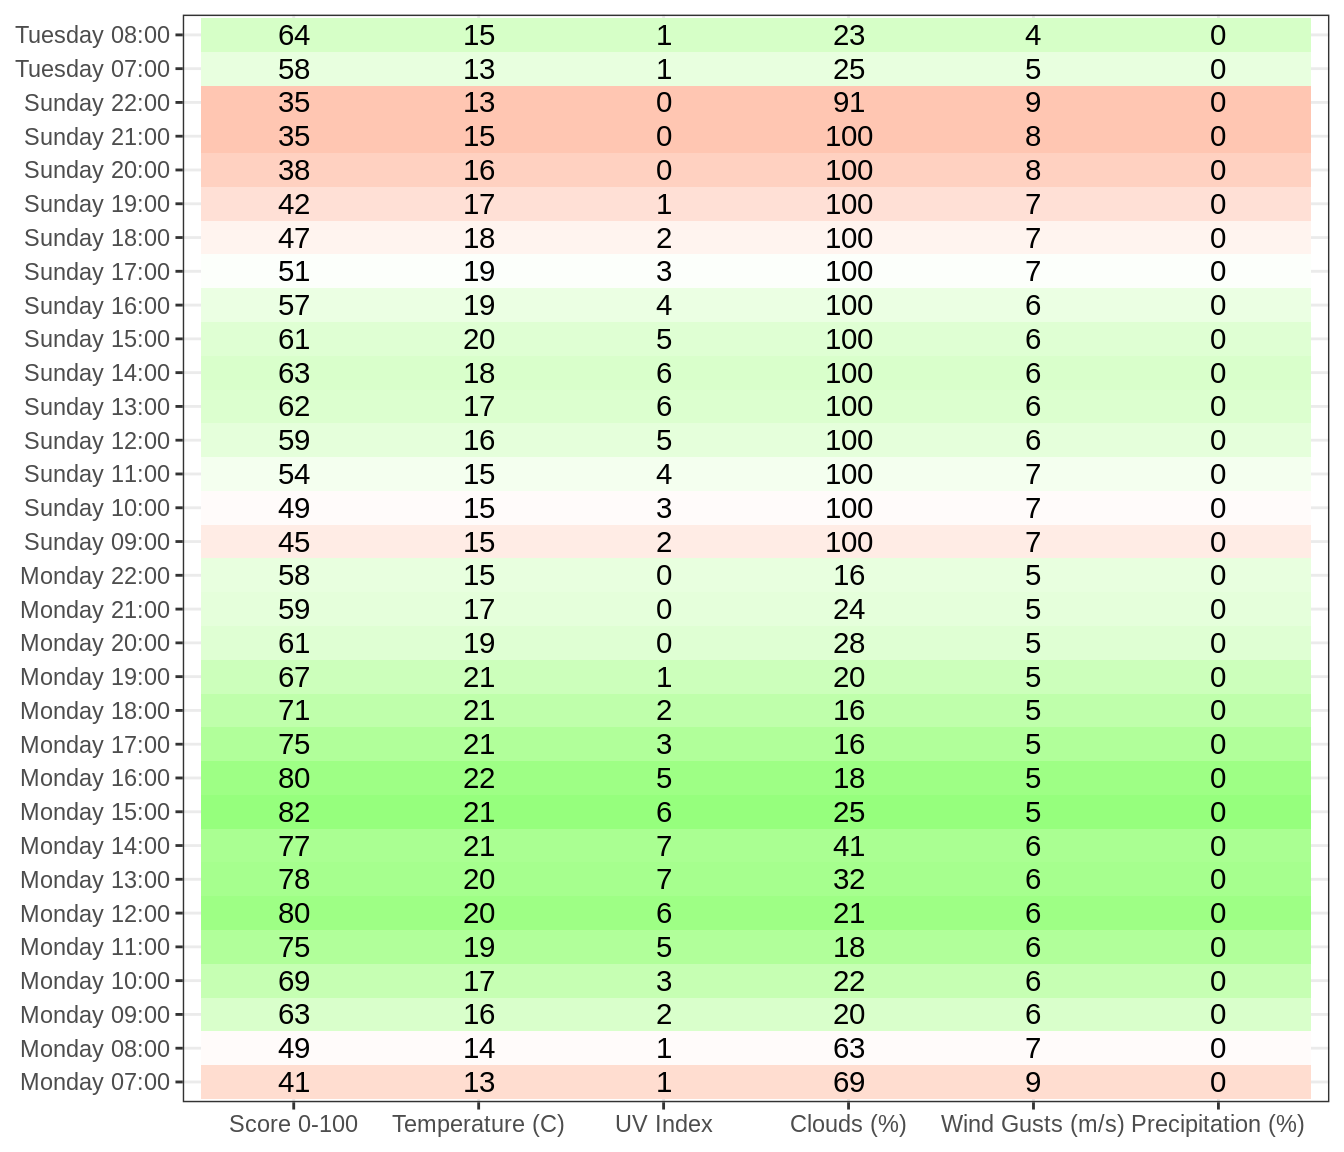 Tuesday 08:00 64 15 1 23 4 0
Tuesday 07:00 58 13 1 25 5 0
Sunday 22:00 35 13 0 91 9 0
Sunday 21:00 35 15 0 100 8 0
Sunday 20:00 38 16 0 100 8 0
Sunday 19:00 42 17 1 100 7 0
Sunday 18:00 47 18 2 100 7 0
Sunday 17:00 51 19 3 100 7 0
Sunday 16:00 57 19 4 100 6 0
Sunday 15:00 61 20 5 100 6 0
Sunday 14:00 63 18 6 100 6 0
Sunday 13:00 62 17 6 100 6 0
Sunday 12:00 59 16 5 100 6 0
Sunday 11:00 54 15 4 100 7 0
Sunday 10:00 49 15 3 100 7 0
Sunday 09:00 45 15 2 100 7 0
Monday 22:00 58 15 0 16 5 0
Monday 21:00 59 17 0 24 5 0
Monday 20:00 61 19 0 28 5 0
Monday 19:00 67 21 1 20 5 0
Monday 18:00 71 21 2 16 5 0
Monday 17:00 75 21 3 16 5 0
Monday 16:00 80 22 5 18 5 0
Monday 15:00 82 21 6 25 5 0
Monday 14:00 77 21 7 41 6 0
Monday 13:00 78 20 7 32 6 0
Monday 12:00 80 20 6 21 6 0
Monday 11:00 75 19 5 18 6 0
Monday 10:00 69 17 3 22 6 0
Monday 09:00 63 16 2 20 6 0
Monday 08:00 49 14 1 63 7 0
Monday 07:00 41 13 1 69 9 0
Score 0-100 Temperature (C) UV Index Clouds (%) Wind Gusts (m/s) Precipitation (%)